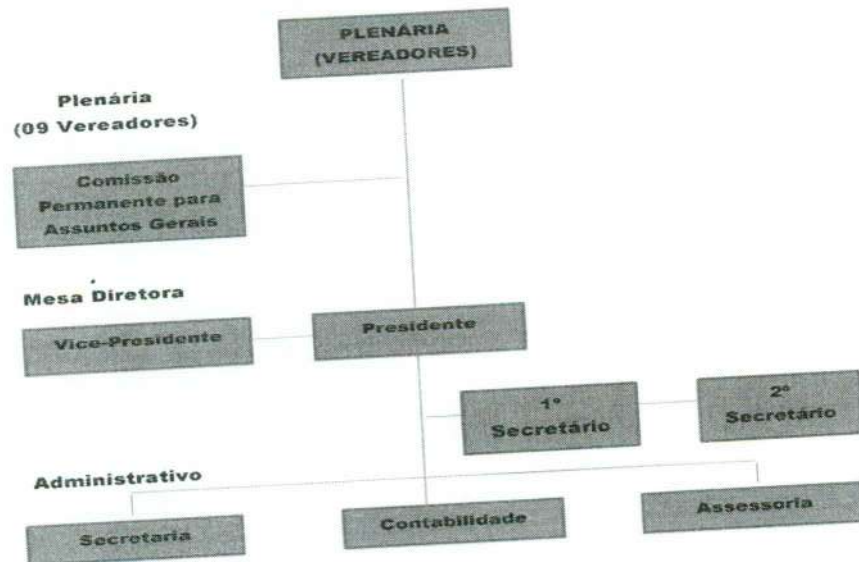 PLENÁRIA
(VEREADORES)
Plenária
(09 Vereadores)
Comissão
Permanente para
Assuntos Gerais
Mesa Diretora
Vice-Presidente
Presidente
1º
Secretário
2º
Secretário
Administrativo
Secretaria
Contabilidade
Assessoria